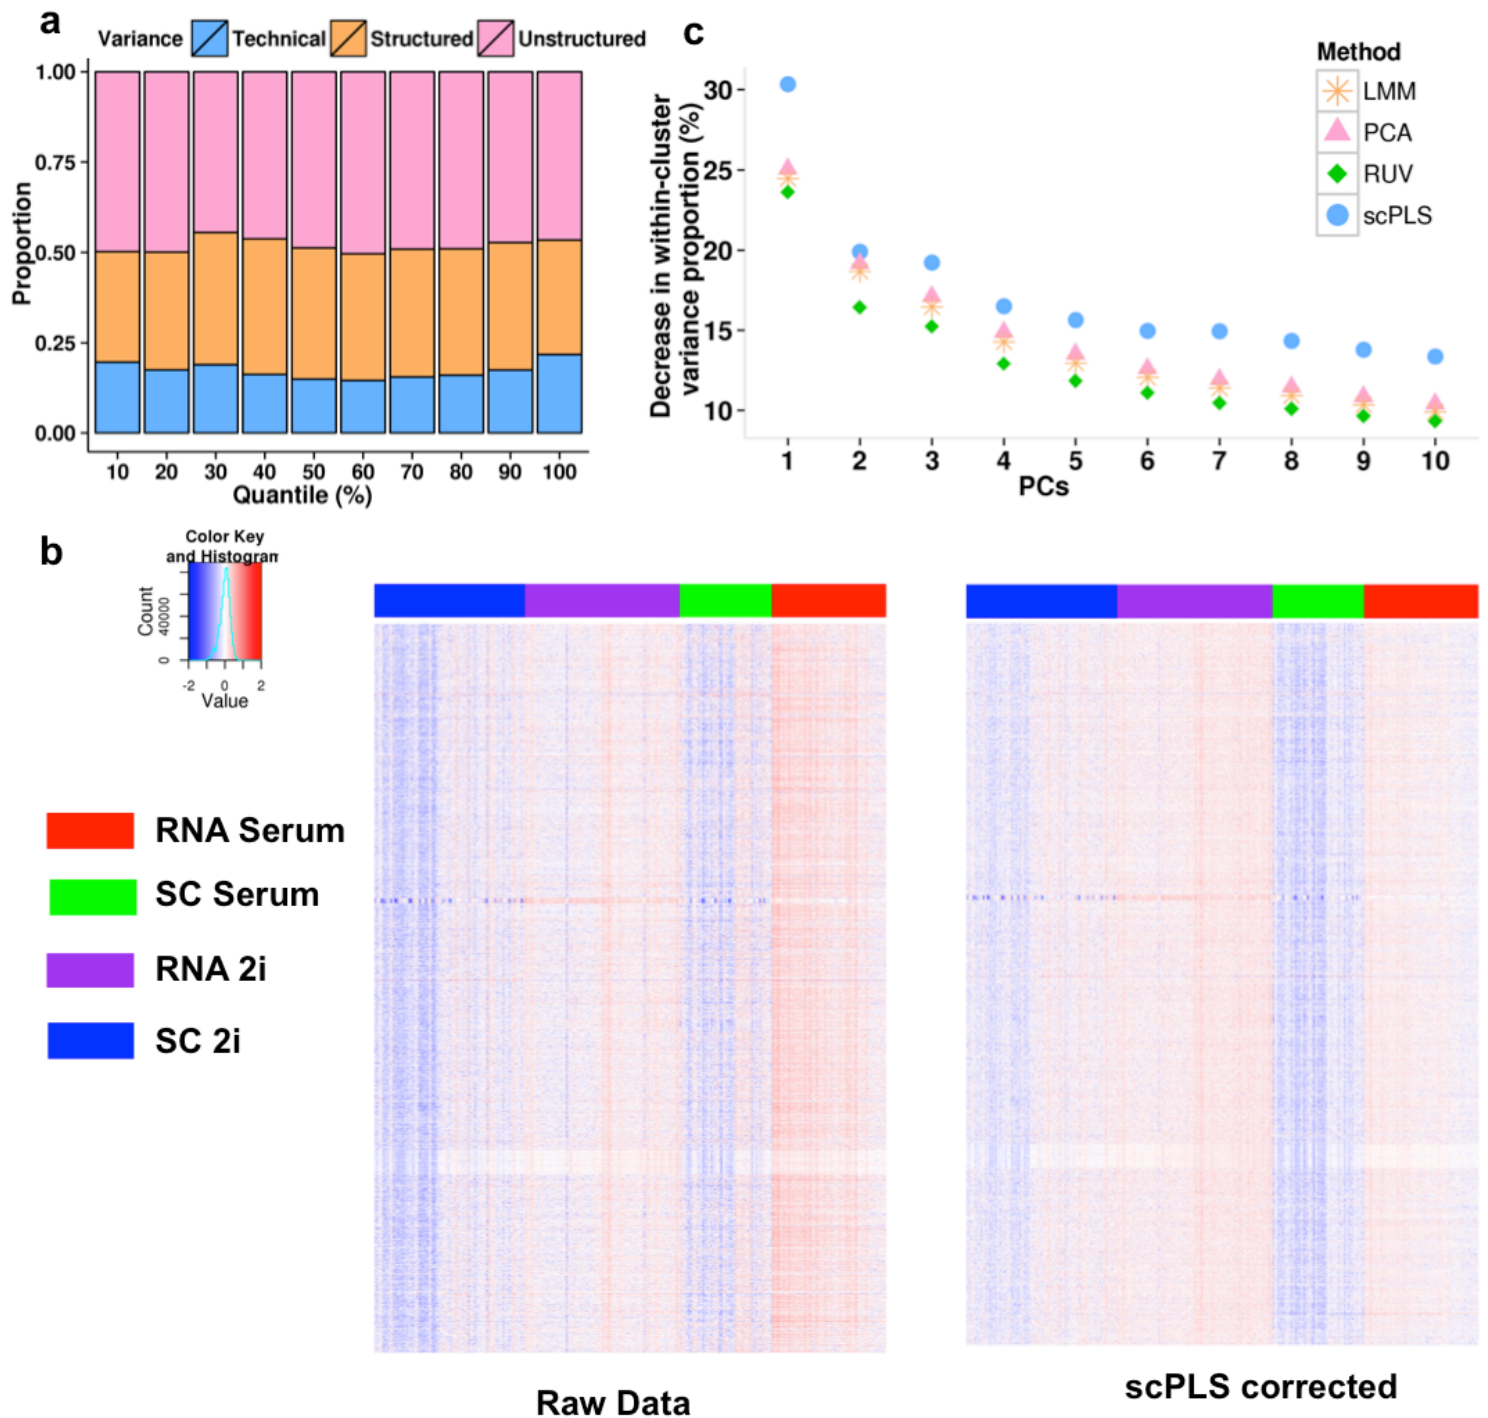 a
Variance Technical Structured Unstructured
1.00
0.75
0.50
0.25
0.00
Proportion
10 20 30 40 50 60 70 80 90 100
Quantile (%)
c
Decrease in within-cluster
variance proportion (%)
30
25
20
15
10
1 2 3 4 5 6 7 8 9 10
PCs
Method
LMM
PCA
RUV
scPLS
b
Color Key
and Histogram
Count
0 40000
-2 0 2
Value
RNA Serum
SC Serum
RNA 2i
SC 2i
Raw Data
scPLS corrected